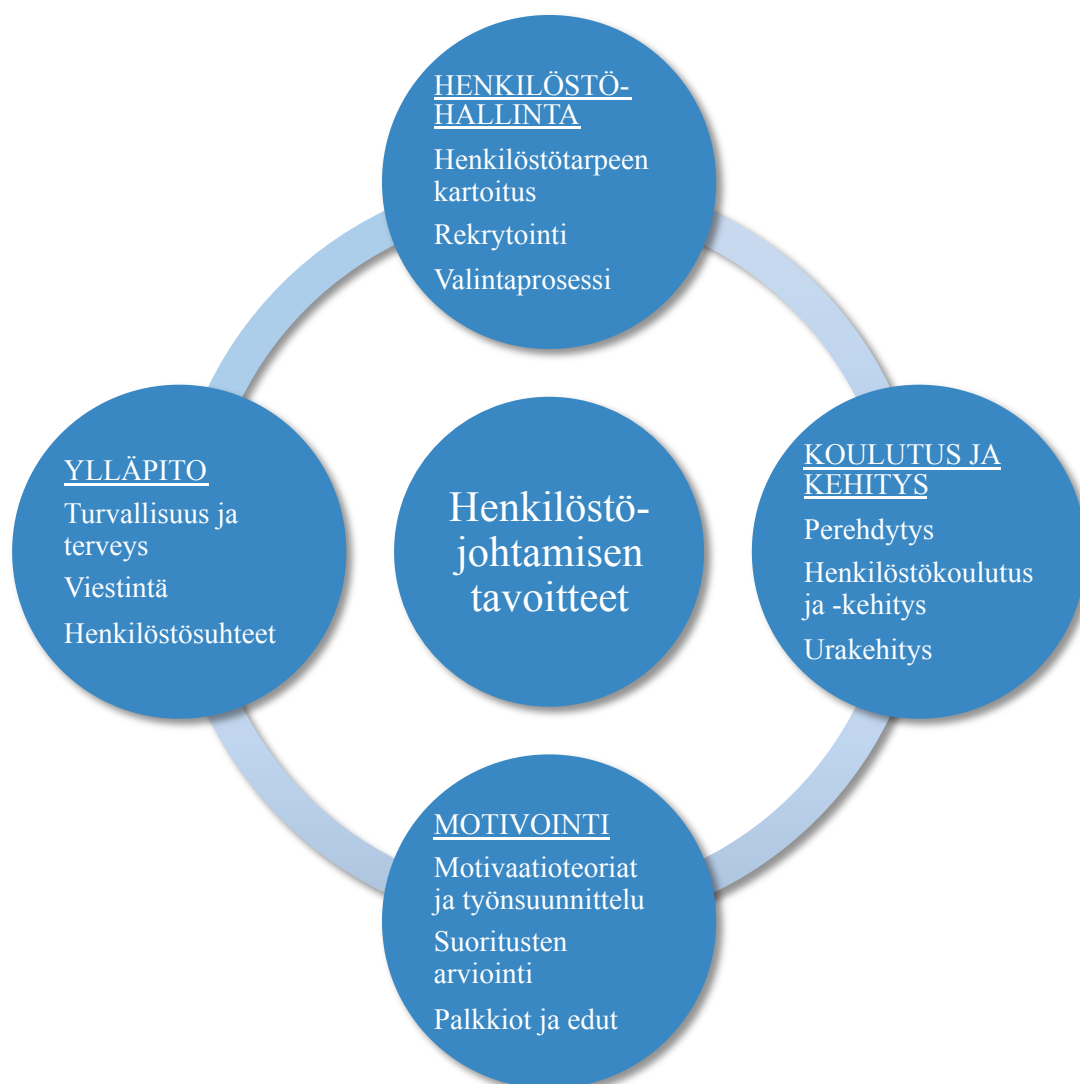 HENKILÖSTÖ-
HALLINTA
Henkilöstötarpeen
kartoitus
Rekrytointi
Valintaprosessi
YLLÄPITO
Turvallisuus ja
terveys
Viestintä
Henkilöstösuhteet
Henkilöstö-
johtamisen
tavoitteet
KOULUTUS JA
KEHITYS
Perehdytys
Henkilöstökoulutus
ja -kehitys
Urakehitys
MOTIVOINTI
Motivaatioteoriat
ja työnsuunnittelu
Suoritusten
arviointi
Palkkiot ja edut